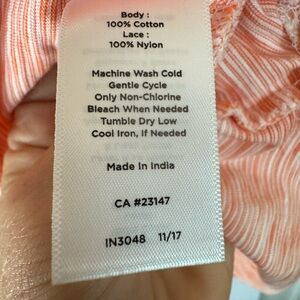 Body :
100% Cotton
Lace :
100% Nylon
Machine Wash Cold
Gentle Cycle
Only Non-Chlorine
Bleach When Needed
Tumble Dry Low
Cool Iron, If Needed
Made in India
CA #23147
IN3048 11/17